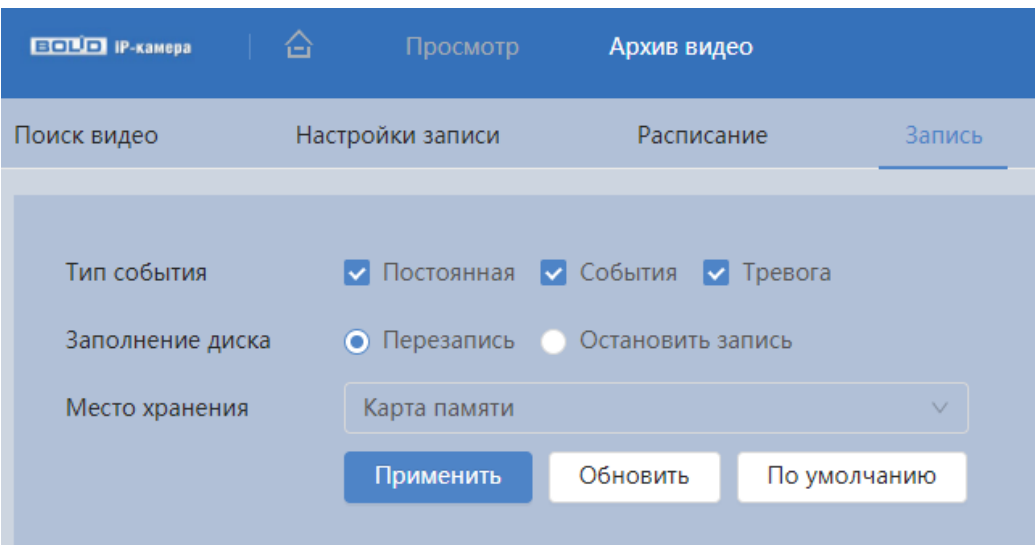 BOLID IP-камера Просмотр Архив видео
Поиск видео Настройки записи Расписание Запись
Тип события Постоянная События Тревога
Заполнение диска Перезапись Остановить запись
Место хранения Карта памяти
Применить Обновить По умолчанию